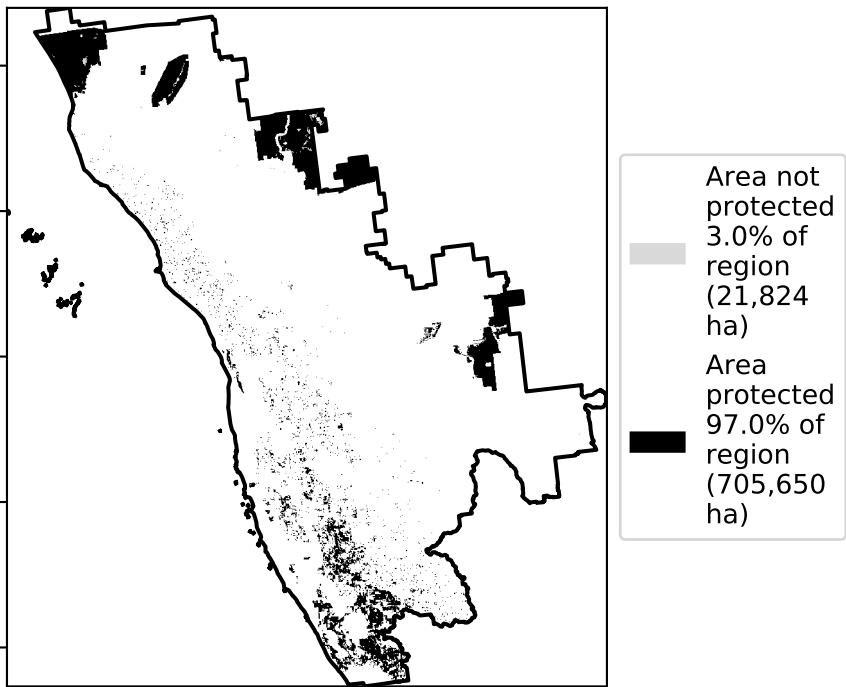 Area not
protected
3.0% of
region
(21,824
ha)
Area
protected
97.0% of
region
(705,650
ha)